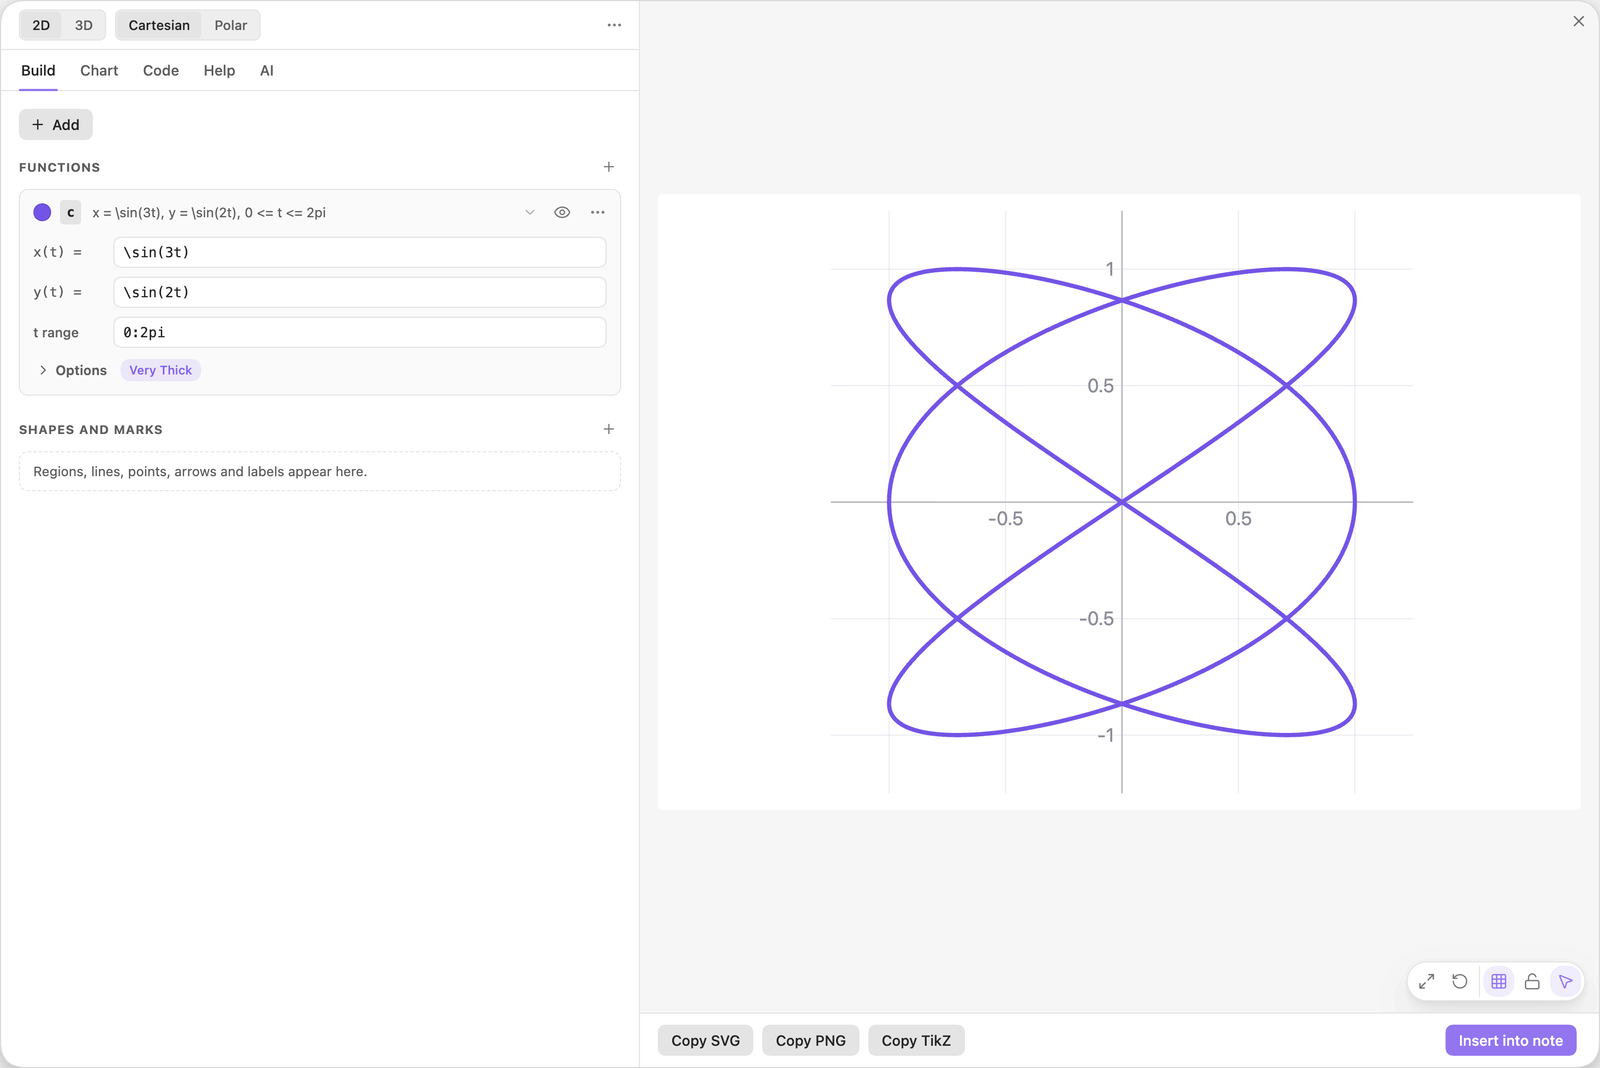 2D 3D Cartesian Polar
Build Chart Code Help AI
+ Add
FUNCTIONS
c x = \sin(3t), y = \sin(2t), 0 <= t <= 2pi
x(t) = \sin(3t)
y(t) = \sin(2t)
t range 0:2pi
Options Very Thick
SHAPES AND MARKS
Regions, lines, points, arrows and labels appear here.
1
0.5
-0.5 0.5
-0.5
-1
Copy SVG Copy PNG Copy TikZ Insert into note